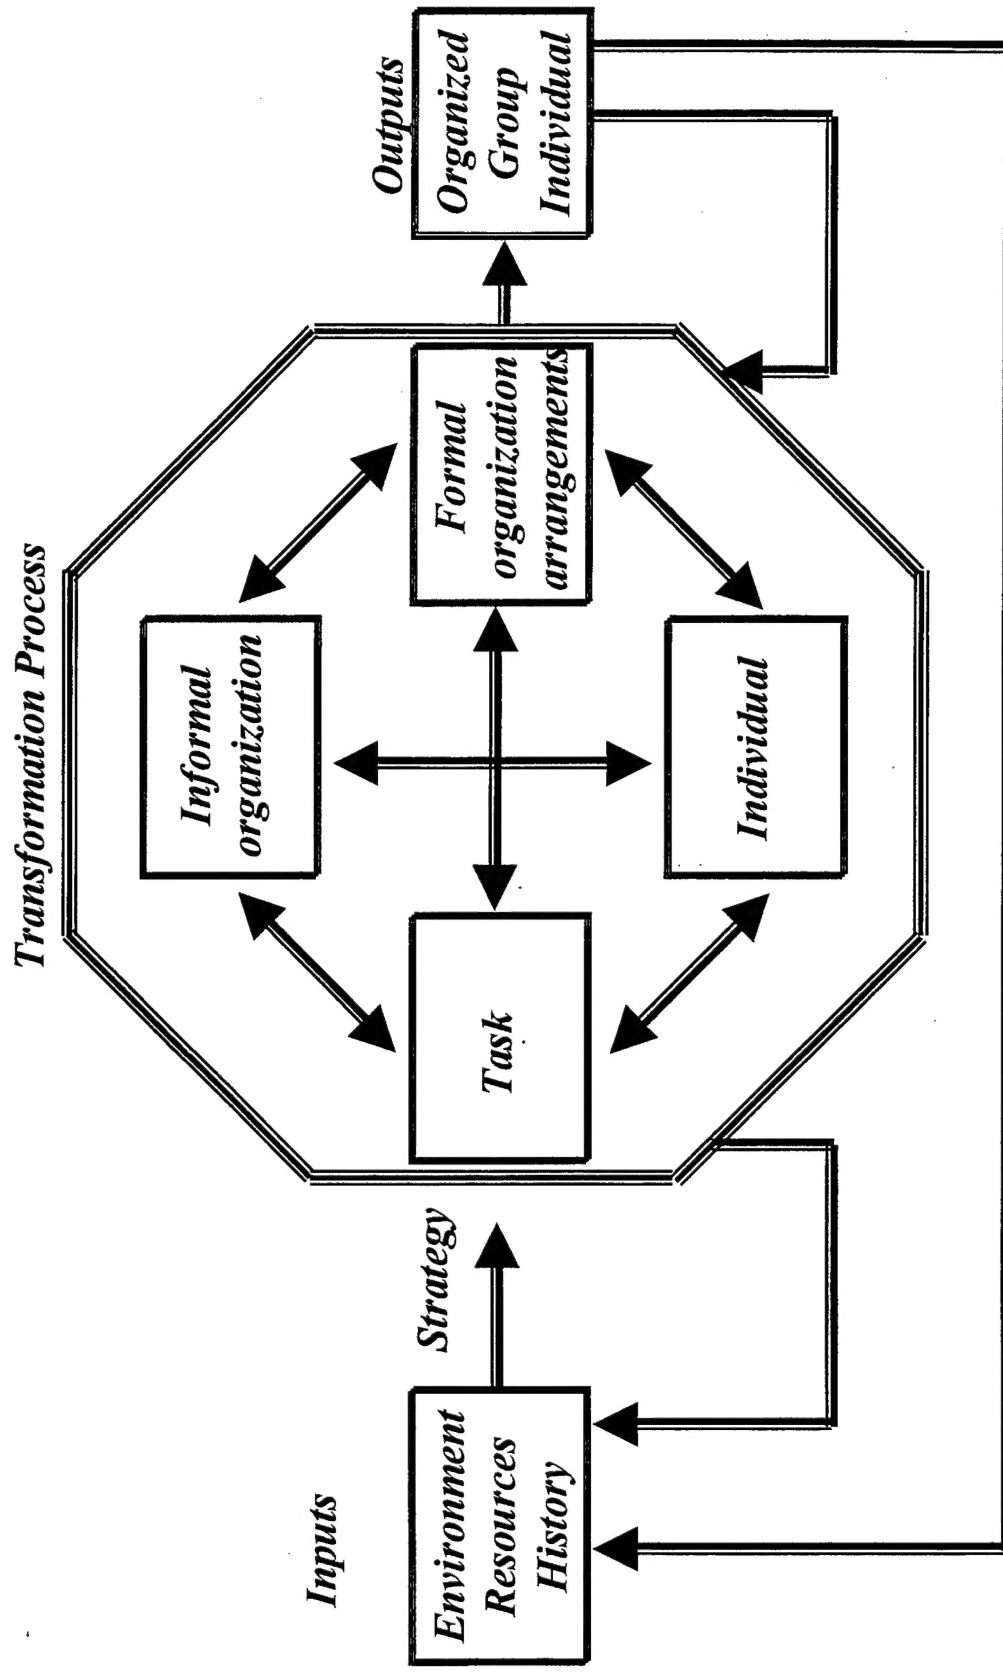 Transformation Process
Inputs
Environment
Resources
History
Strategy
Informal
organization
Task
Formal
organization
arrangements
Individual
Outputs
Organized
Group
Individual